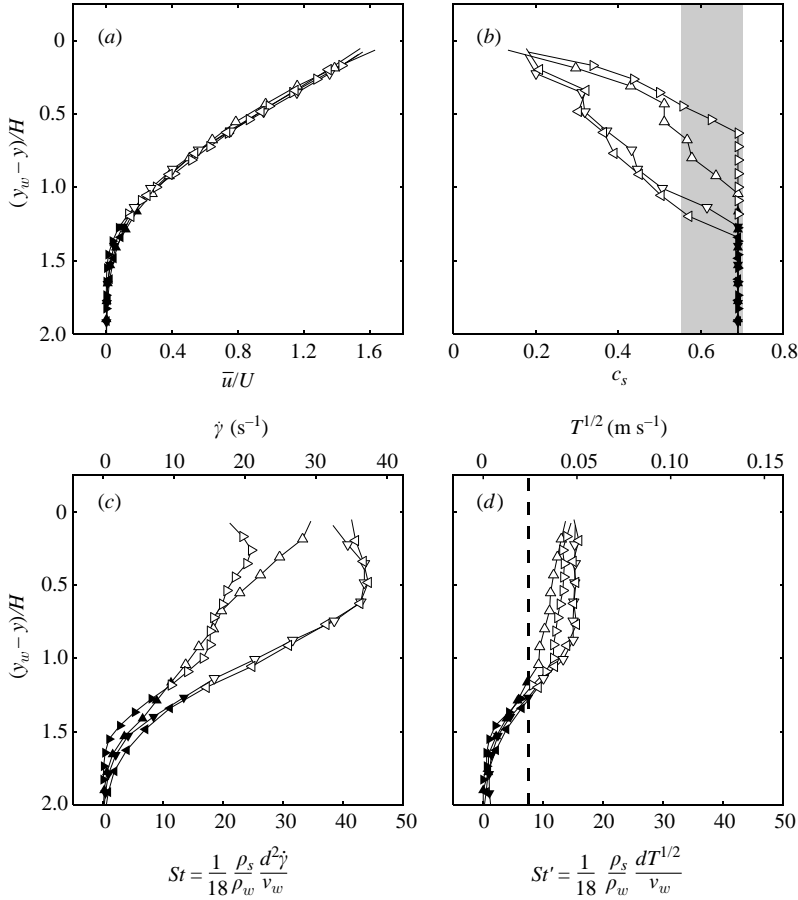 (a)
(b)
0
0.5
1.0
1.5
2.0
(y_w – y)/H
0 0.4 0.8 1.2 1.6
0 0.2 0.4 0.6 0.8
u̅/U
c_s
γ̇ (s⁻¹)
T^{1/2} (m s⁻¹)
0 10 20 30 40
0 0.05 0.10 0.15
(c)
(d)
0
0.5
1.0
1.5
2.0
(y_w – y)/H
0 10 20 30 40 50
0 10 20 30 40 50
St = 1/18 ρ_s/ρ_w d²γ̇/ν_w
St′ = 1/18 ρ_s/ρ_w dT^{1/2}/ν_w